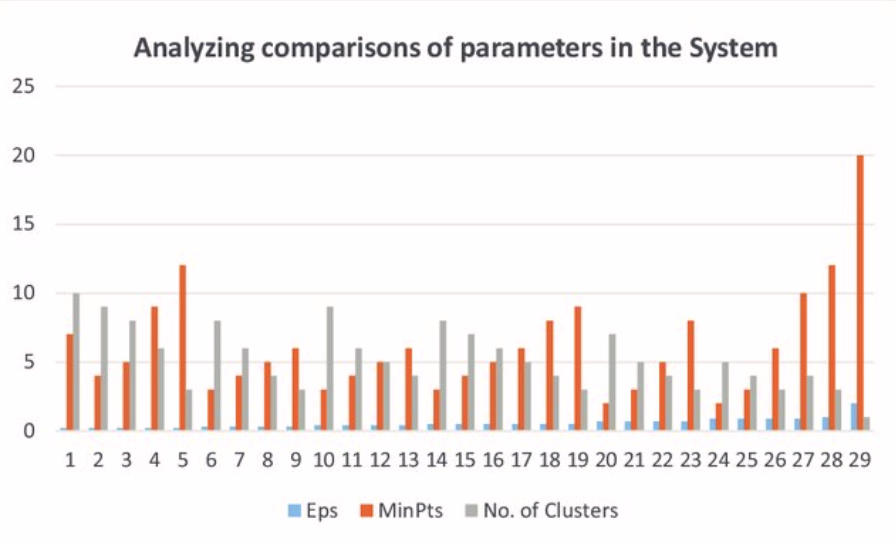 Analyzing comparisons of parameters in the System
25
20
15
10
5
0
1 2 3 4 5 6 7 8 9 10 11 12 13 14 15 16 17 18 19 20 21 22 23 24 25 26 27 28 29
Eps MinPts No. of Clusters